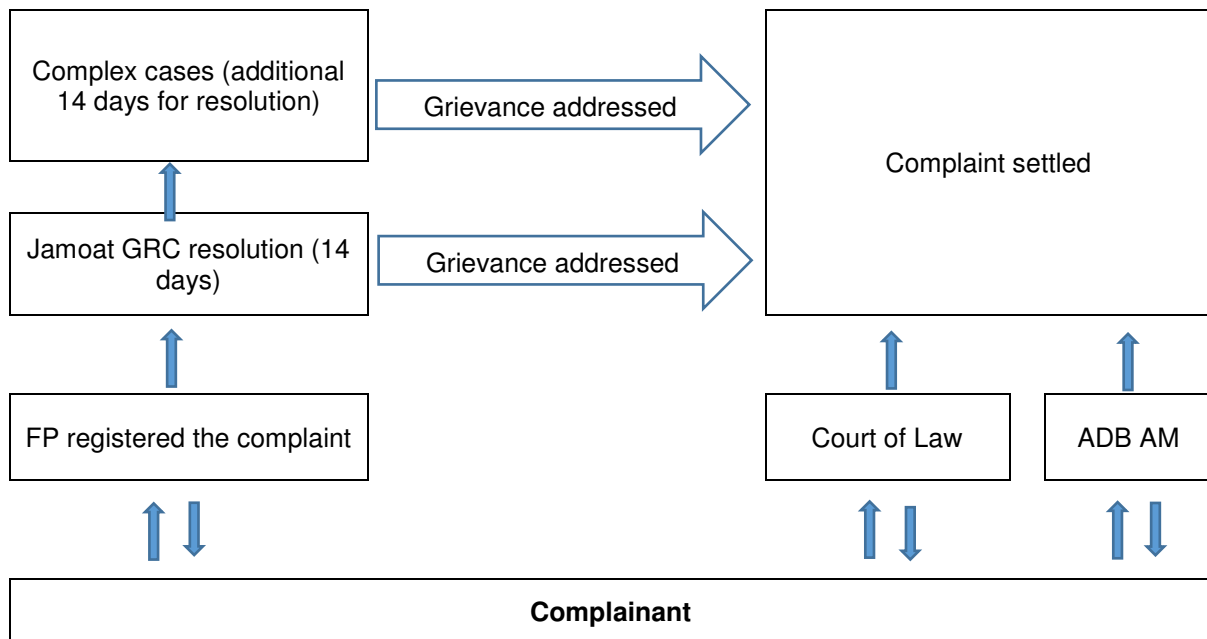 Complex cases (additional
14 days for resolution)
Grievance addressed
Complaint settled
Jamoat GRC resolution (14
days)
Grievance addressed
FP registered the complaint
Court of Law
ADB AM
Complainant